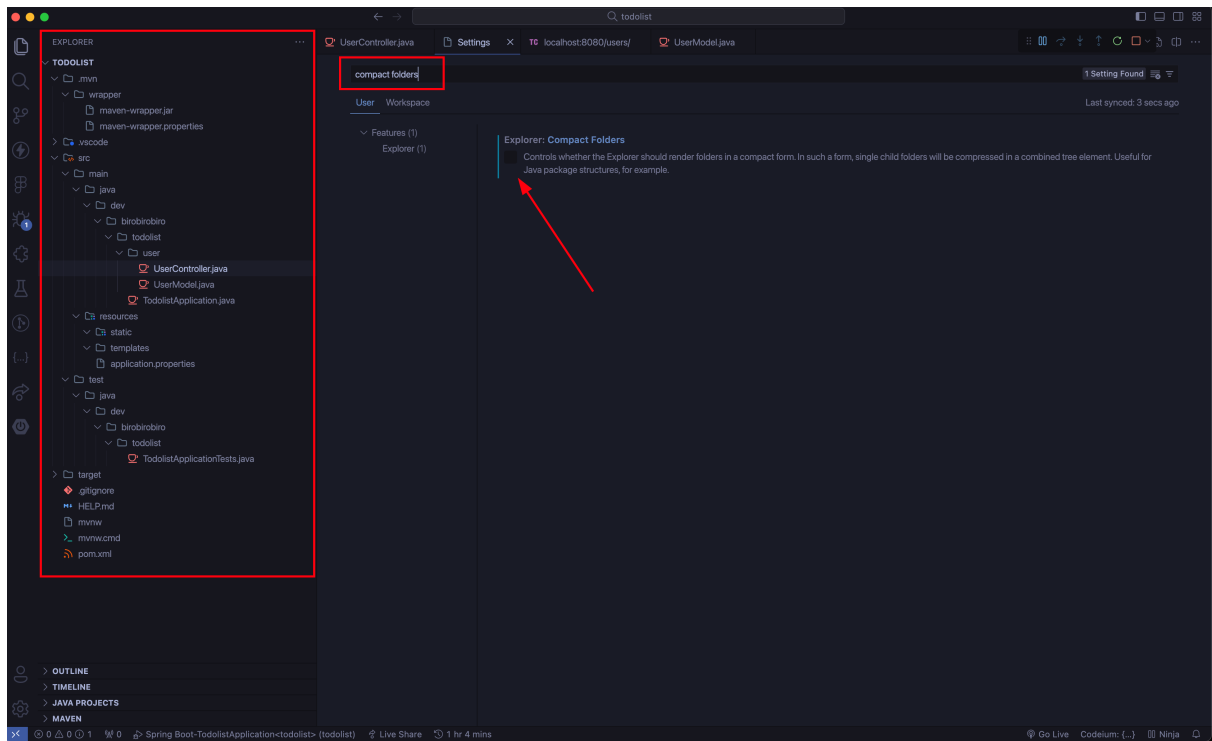 todolist
EXPLORER
TODOLIST
.mvn
wrapper
maven-wrapper.jar
maven-wrapper.properties
.vscode
src
main
java
dev
birobirobiro
todolist
user
UserController.java
UserModel.java
TodolistApplication.java
resources
static
templates
application.properties
test
java
dev
birobirobiro
todolist
TodolistApplicationTests.java
target
.gitignore
HELP.md
mvnw
mvnw.cmd
pom.xml
OUTLINE
TIMELINE
JAVA PROJECTS
MAVEN
UserController.java Settings TC localhost:8080/users/ UserModel.java
compact folders
1 Setting Found
User Workspace
Last synced: 3 secs ago
Features (1)
Explorer (1)
Explorer: Compact Folders
Controls whether the Explorer should render folders in a compact form. In such a form, single child folders will be compressed in a combined tree element. Useful for
Java package structures, for example.
1
0 0 1 0 Spring Boot-TodolistApplication<todolist> (todolist) Live Share 1 hr 4 mins
Go Live Codeium: {...} Ninja